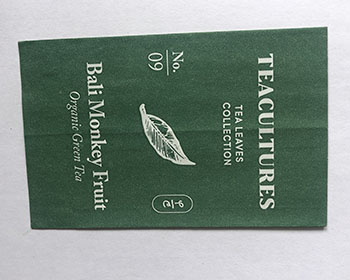 TEACULTURES
TEA LEAVES
COLLECTION
No.
09
Bali Monkey Fruit
Organic Green Tea